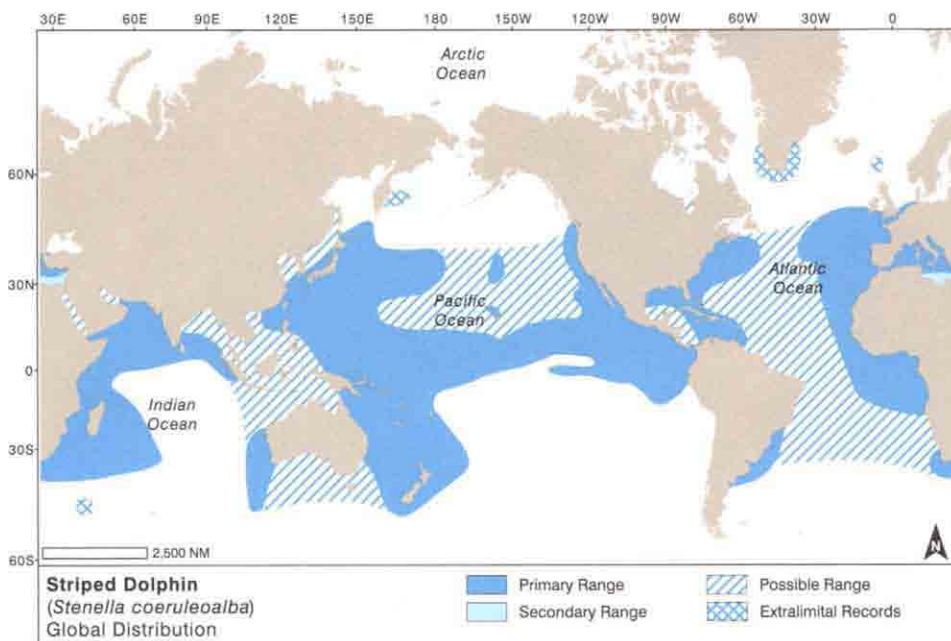 30E 60E 90E 120E 150E 180 150W 120W 90W 60W 30W 0
Arctic
Ocean
60N
30N
Atlantic
Ocean
Pacific
Ocean
0
Indian
Ocean
30S
60S
2,500 NM
N
Striped Dolphin
(Stenella coeruleoalba)
Global Distribution
Primary Range
Secondary Range
Possible Range
Extralimital Records